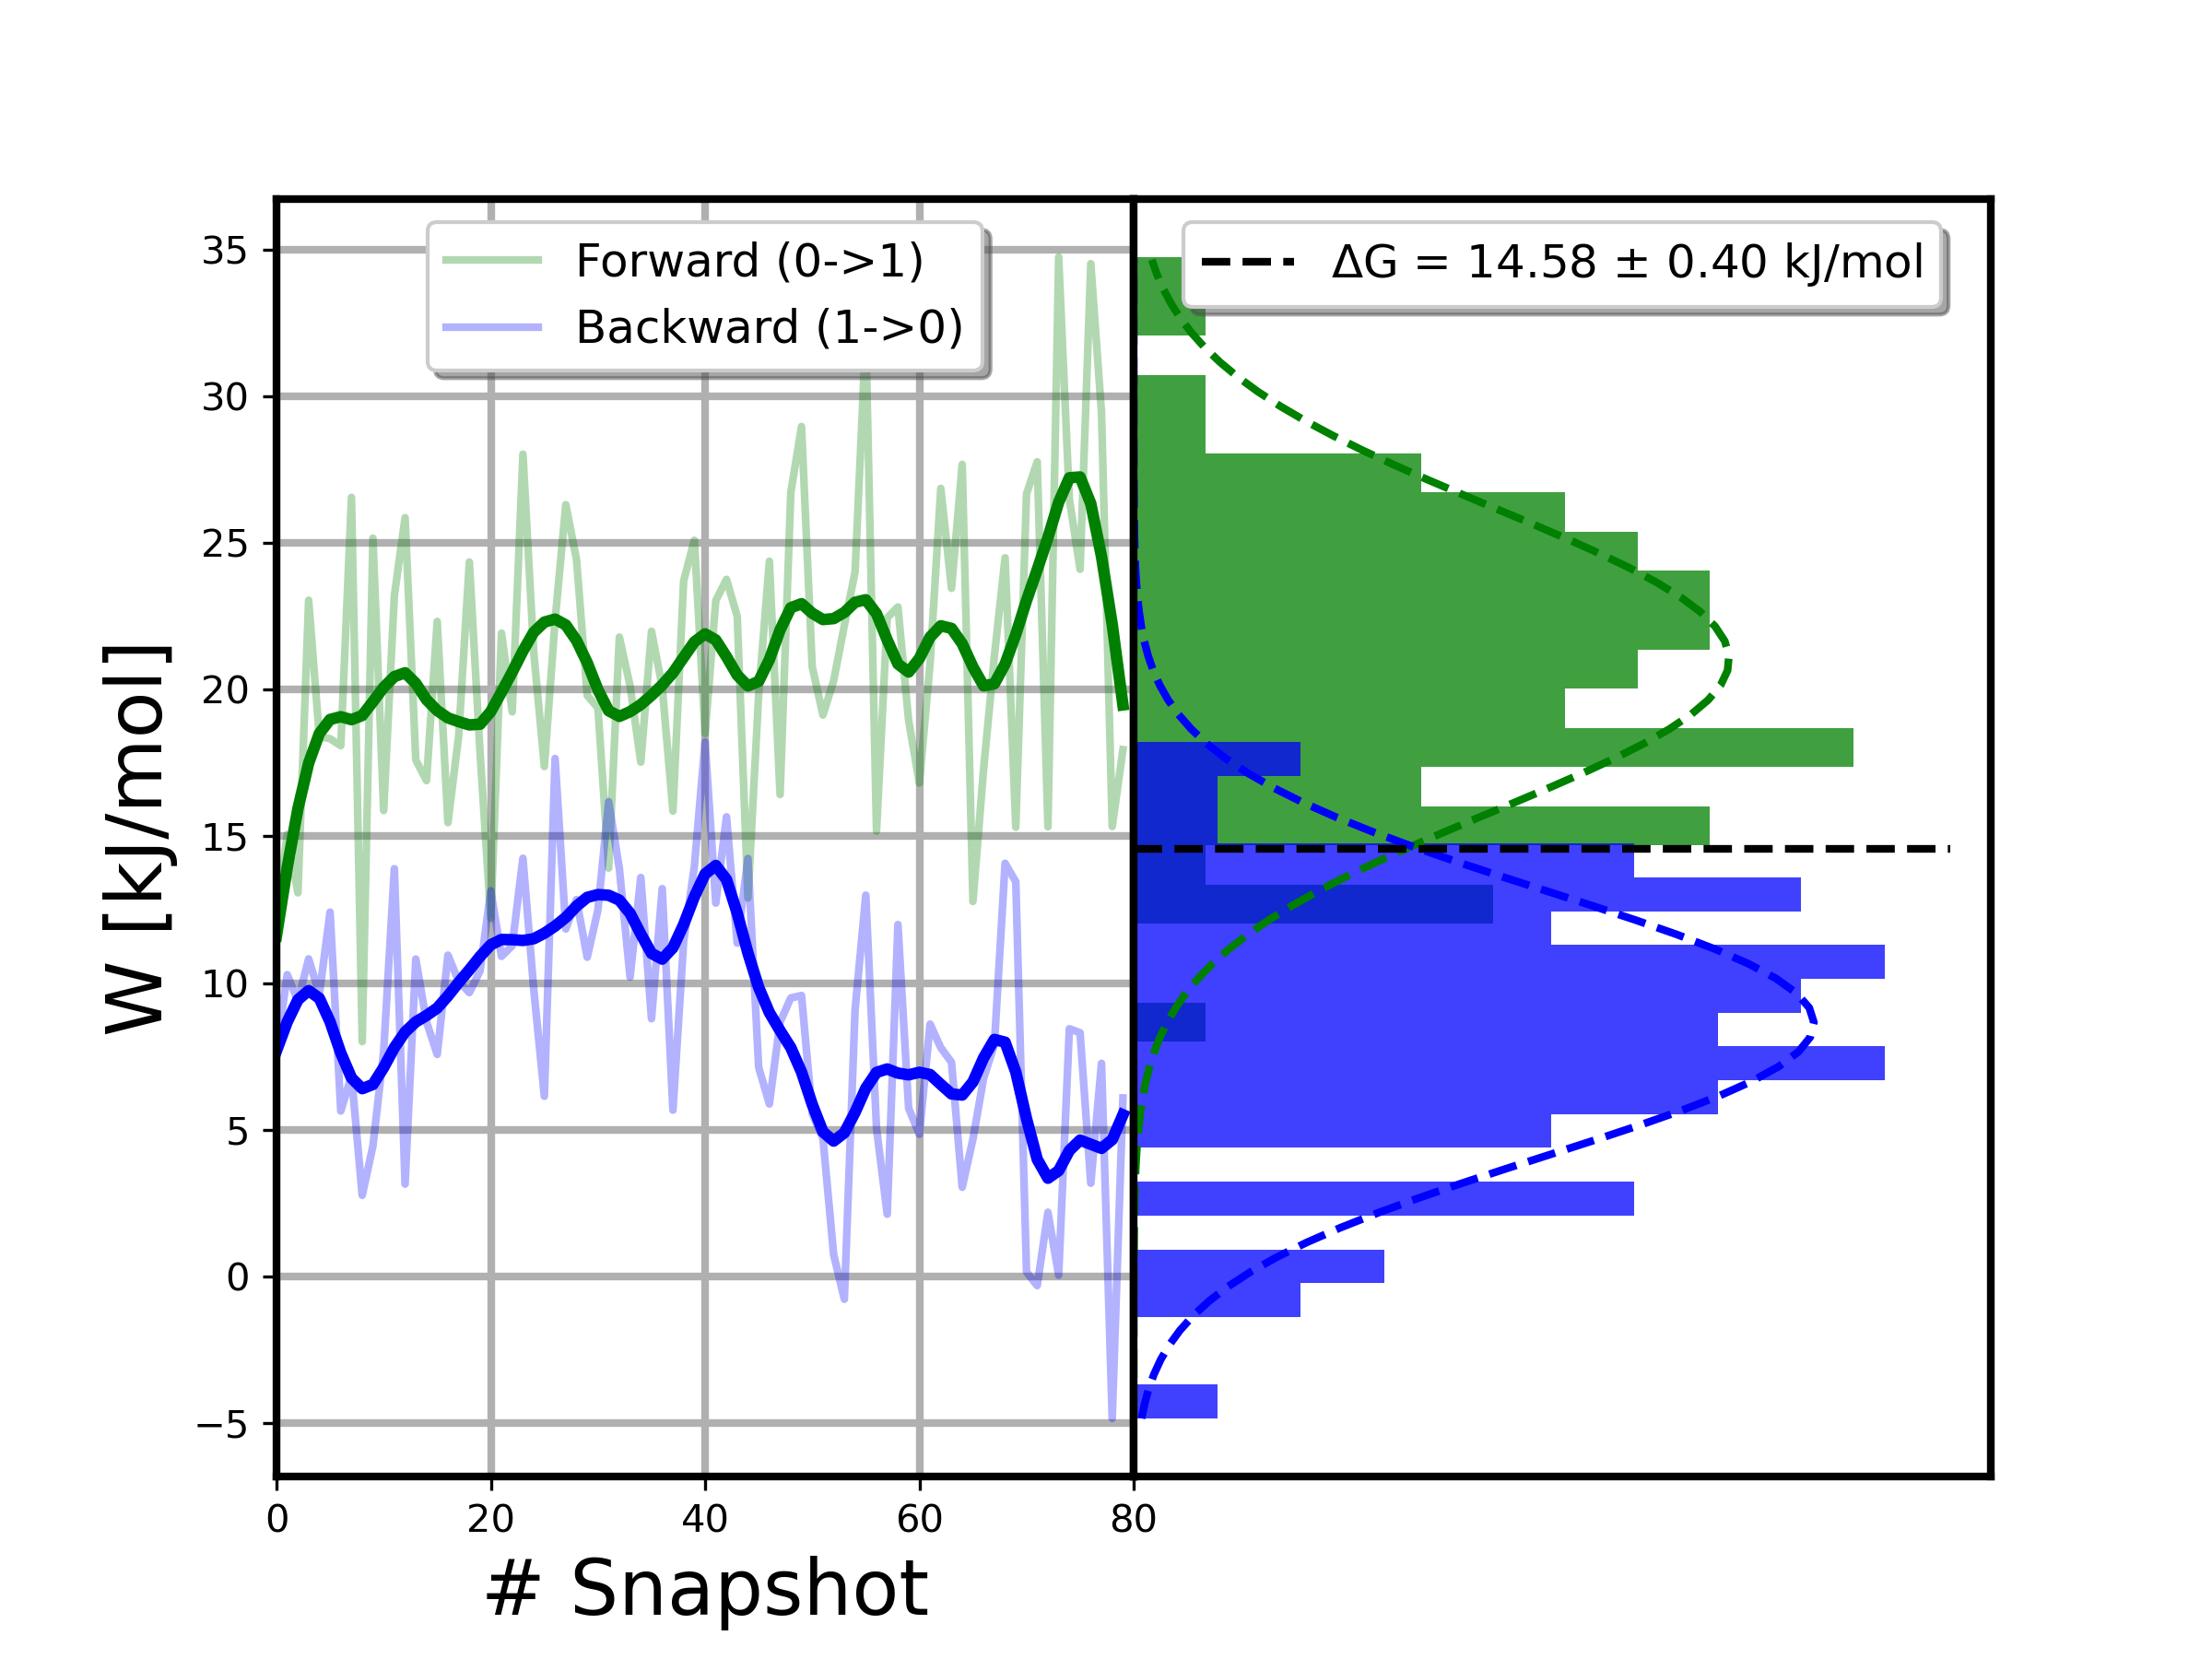 Forward (0->1)
Backward (1->0)
ΔG = 14.58 ± 0.40 kJ/mol
W [kJ/mol]
35
30
25
20
15
10
5
0
−5
0 20 40 60 80
# Snapshot